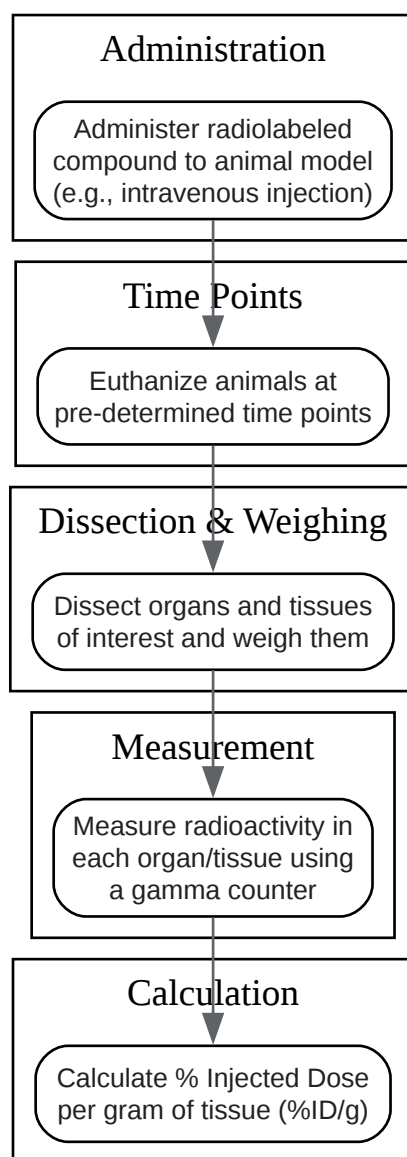 Administration
Administer radiolabeled
compound to animal model
(e.g., intravenous injection)
Time Points
Euthanize animals at
pre-determined time points
Dissection & Weighing
Dissect organs and tissues
of interest and weigh them
Measurement
Measure radioactivity in
each organ/tissue using
a gamma counter
Calculation
Calculate % Injected Dose
per gram of tissue (%ID/g)